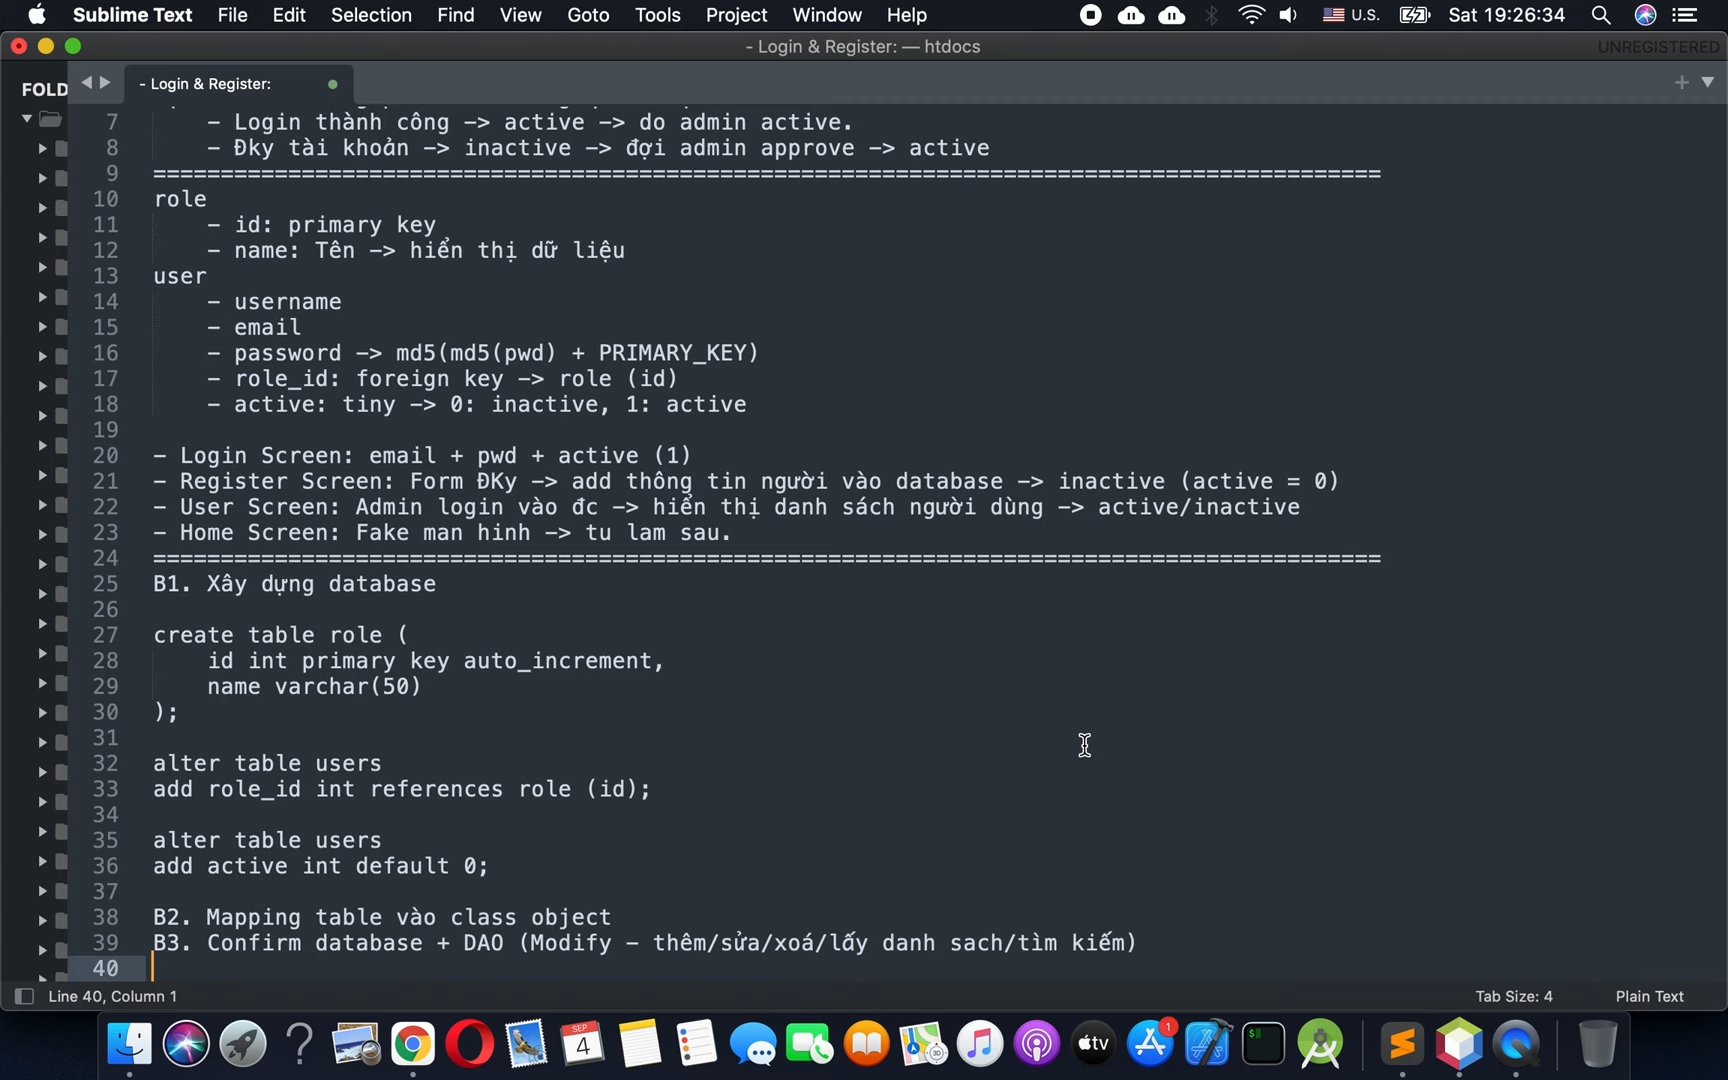 Sublime Text File Edit Selection Find View Goto Tools Project Window Help U.S. Sat 19:26:34
- Login & Register: — htdocs UNREGISTERED
FOLD - Login & Register:
7 - Login thành công -> active -> do admin active.
8 - Đky tài khoản -> inactive -> đợi admin approve -> active
9 ===========================================================================================
10 role
11 - id: primary key
12 - name: Tên -> hiển thị dữ liệu
13 user
14 - username
15 - email
16 - password -> md5(md5(pwd) + PRIMARY_KEY)
17 - role_id: foreign key -> role (id)
18 - active: tiny -> 0: inactive, 1: active
19
20 - Login Screen: email + pwd + active (1)
21 - Register Screen: Form ĐKy -> add thông tin người vào database -> inactive (active = 0)
22 - User Screen: Admin login vào đc -> hiển thị danh sách người dùng -> active/inactive
23 - Home Screen: Fake man hinh -> tu lam sau.
24 ===========================================================================================
25 B1. Xây dựng database
26
27 create table role (
28 id int primary key auto_increment,
29 name varchar(50)
30 );
31
32 alter table users
33 add role_id int references role (id);
34
35 alter table users
36 add active int default 0;
37
38 B2. Mapping table vào class object
39 B3. Confirm database + DAO (Modify - thêm/sửa/xoá/lấy danh sach/tìm kiếm)
40
Line 40, Column 1 Tab Size: 4 Plain Text
SEP
4
tv
1